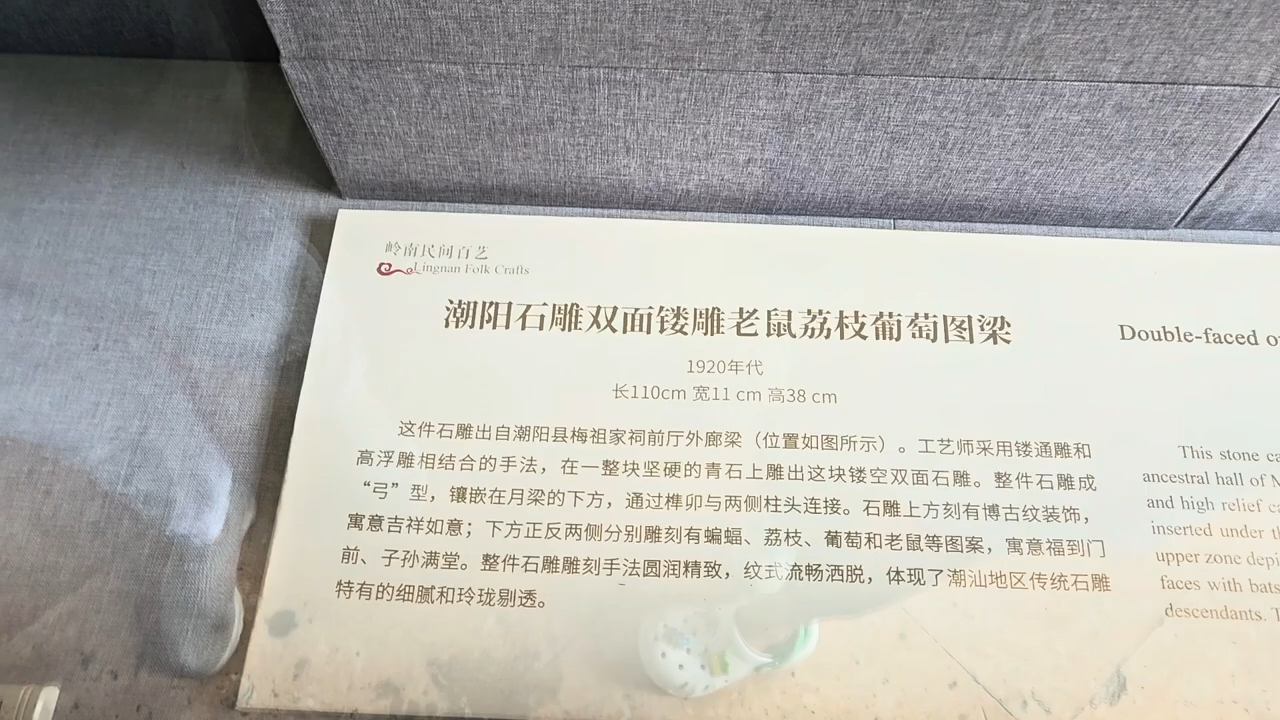 岭南民间百艺
Lingnan Folk Crafts
潮阳石雕双面镂雕老鼠荔枝葡萄图梁
1920年代
长110cm 宽11 cm 高38 cm
这件石雕出自潮阳县梅祖家祠前厅外廊梁（位置如图所示）。工艺师采用镂通雕和
高浮雕相结合的手法，在一整块坚硬的青石上雕出这块镂空双面石雕。整件石雕成
“弓”型，镶嵌在月梁的下方，通过榫卯与两侧柱头连接。石雕上方刻有博古纹装饰，
寓意吉祥如意；下方正反两侧分别雕刻有蝙蝠、荔枝、葡萄和老鼠等图案，寓意福到门
前、子孙满堂。整件石雕雕刻手法圆润精致，纹式流畅洒脱，体现了潮汕地区传统石雕
特有的细腻和玲珑剔透。
Double-faced
This stone
ancestral hall of
and high relief
inserted under
upper zone
faces with bats
descendants.